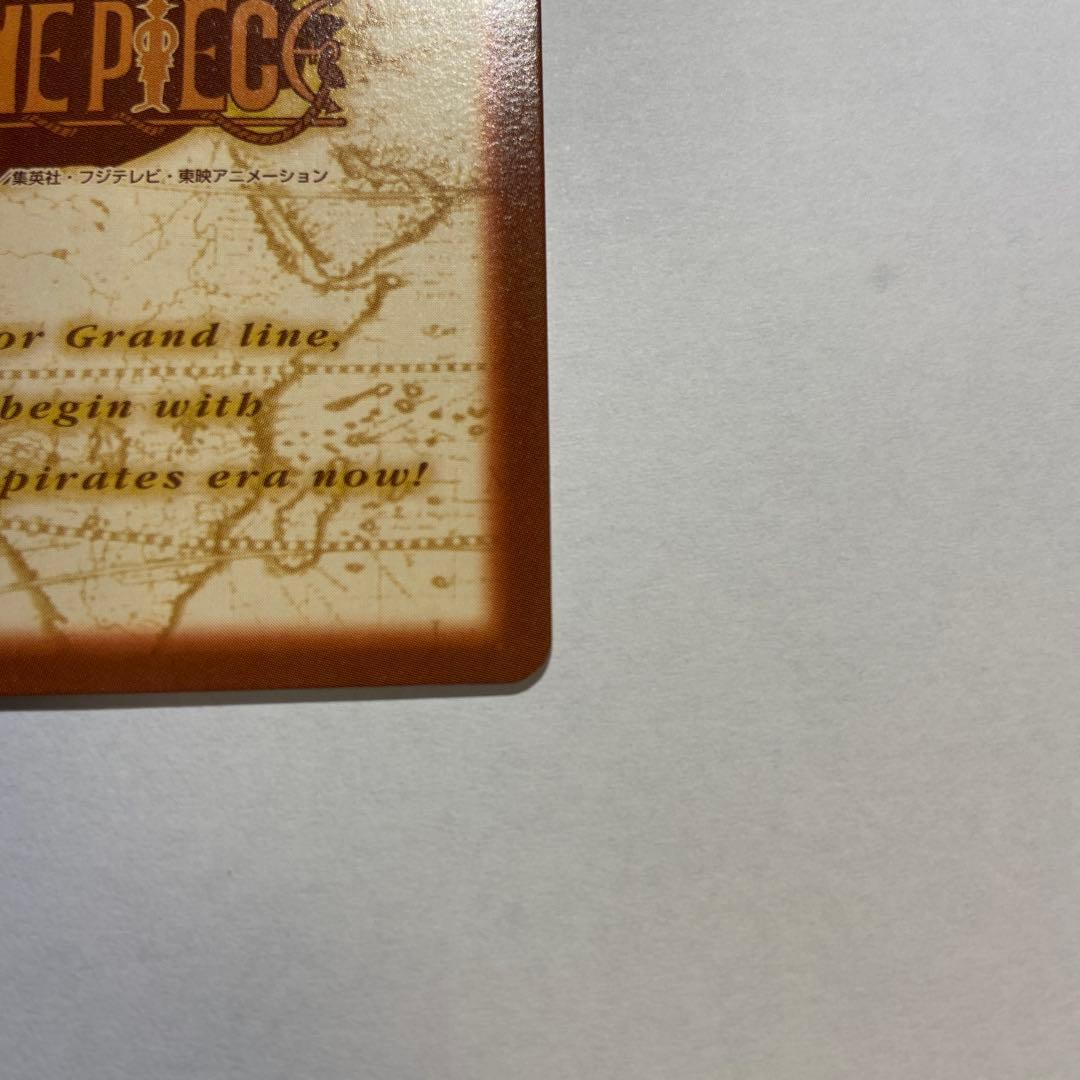 NE PIECE
/集英社・フジテレビ・東映アニメーション
or Grand line,
begin with
pirates era now!